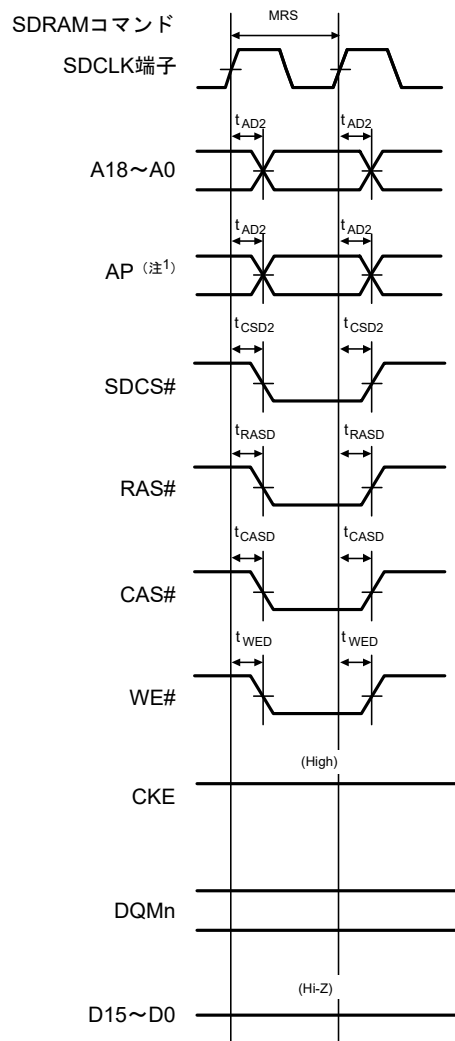 SDRAMコマンド MRS
SDCLK端子
tAD2 tAD2
A18～A0
tAD2 tAD2
AP（注1）
tCSD2 tCSD2
SDCS#
tRASD tRASD
RAS#
tCASD tCASD
CAS#
tWED tWED
WE#
(High)
CKE
DQMn
(Hi-Z)
D15～D0